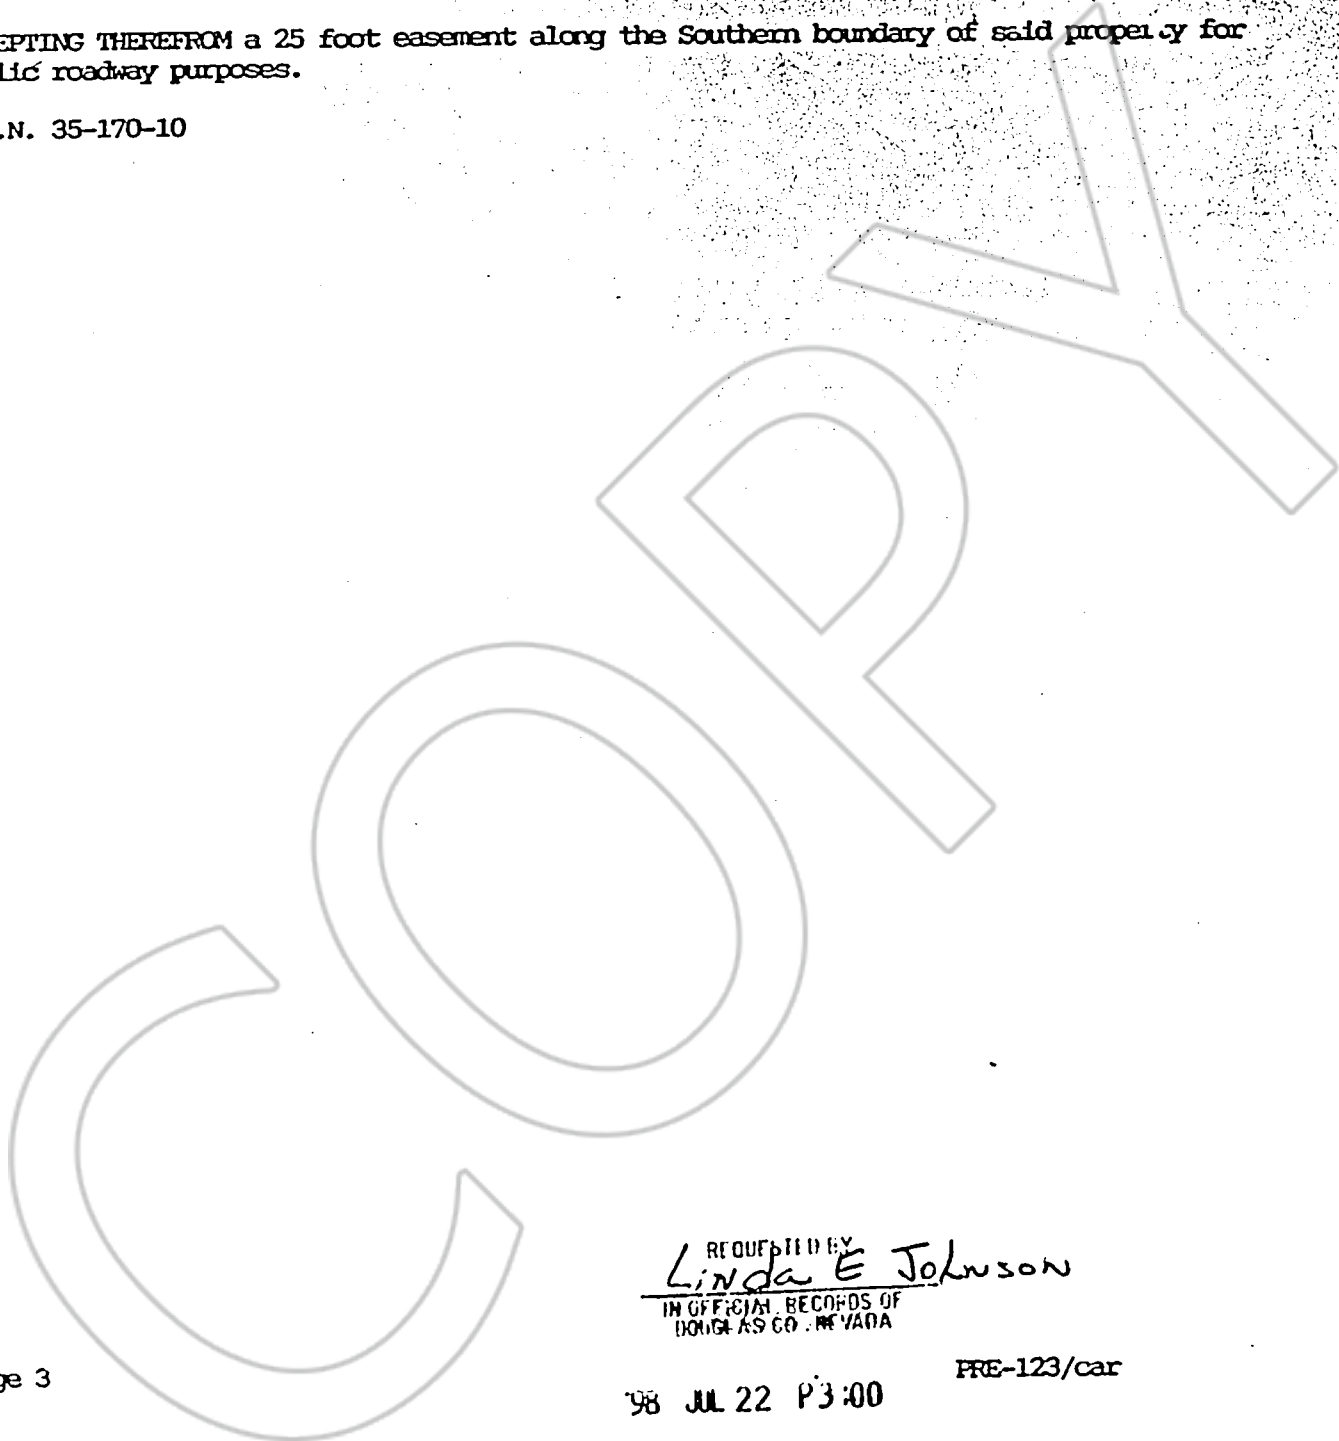 EPTING THEREFROM a 25 foot easement along the Southern boundary of said property for
lic roadway purposes.
.N. 35-170-10
COPY
REQUESTED BY
Linda E Johnson
IN OFFICIAL RECORDS OF
DOUGLAS CO. NEVADA
ge 3
PRE-123/car
'98 JUL 22 P3:00